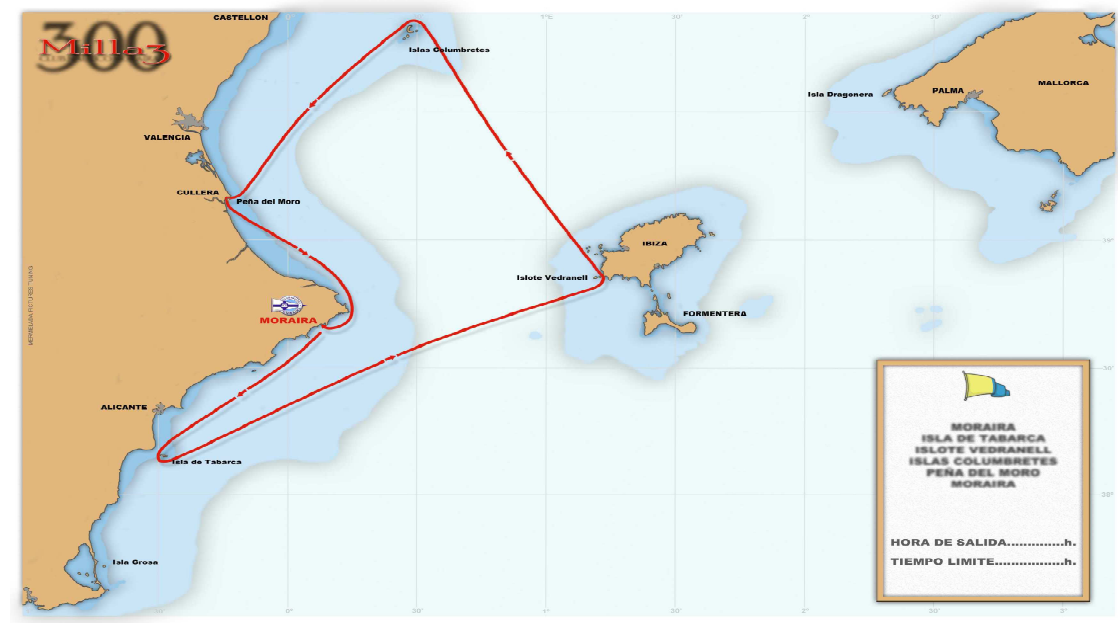 300
Millas
CASTELLON
Islas Columbretes
Isla Dragonera
PALMA
MALLORCA
VALENCIA
CULLERA
Peña del Moro
IBIZA
Islote Vedranell
FORMENTERA
MORAIRA
ALICANTE
Isla de Tabarca
Isla Grosa
MORAIRA
ISLA DE TABARCA
ISLOTE VEDRANELL
ISLAS COLUMBRETES
PEÑA DEL MORO
MORAIRA
HORA DE SALIDA..............h.
TIEMPO LIMITE.................h.